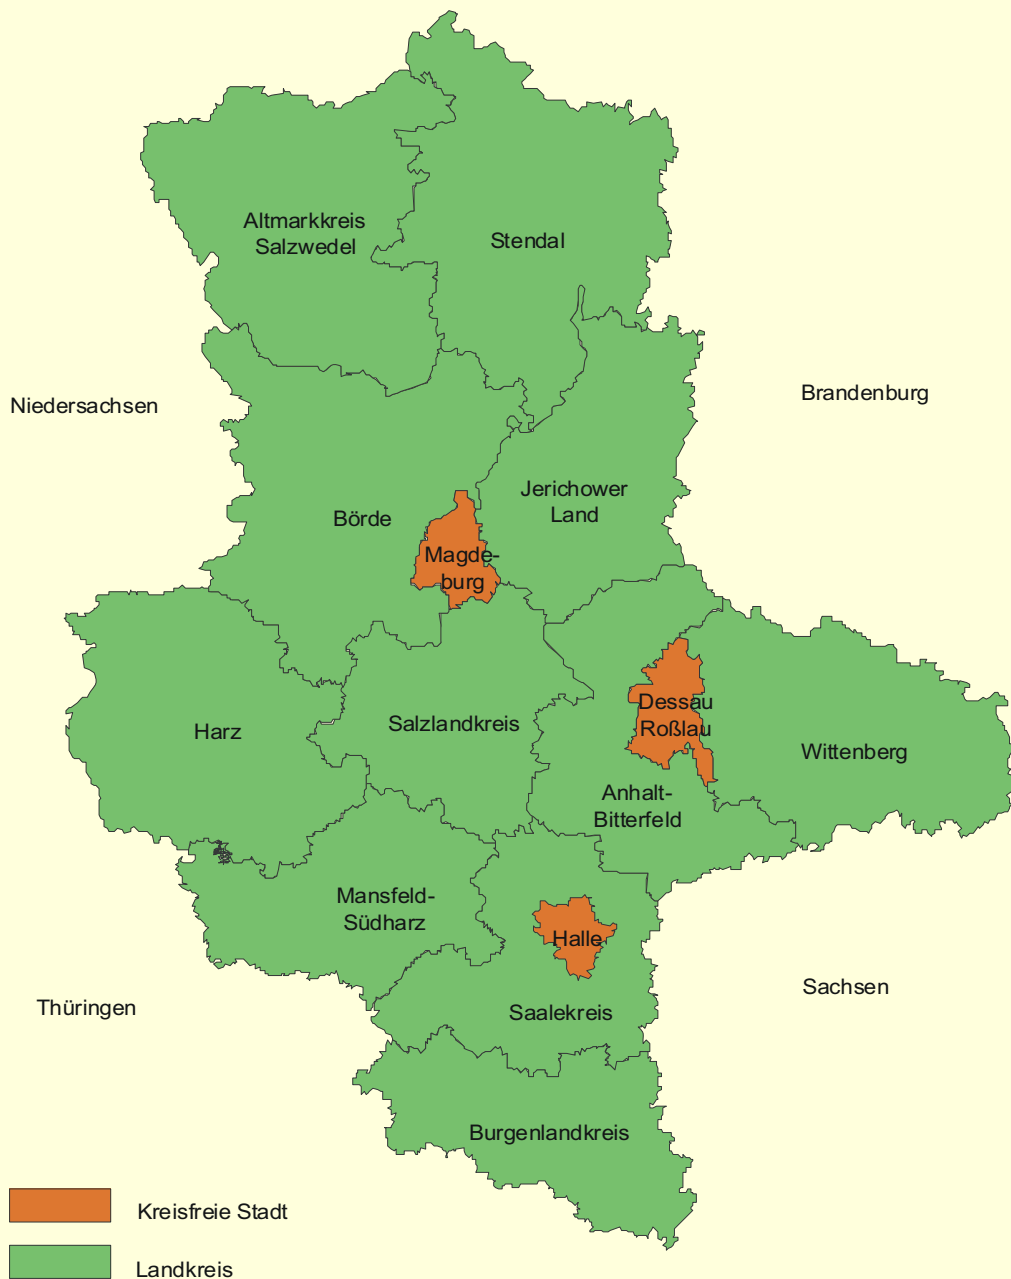 Altmarkkreis
Salzwedel
Stendal
Niedersachsen
Brandenburg
Jerichower
Land
Börde
Magde-
burg
Dessau
Roßlau
Harz
Salzlandkreis
Wittenberg
Anhalt-
Bitterfeld
Mansfeld-
Südharz
Halle
Sachsen
Thüringen
Saalekreis
Burgenlandkreis
Kreisfreie Stadt
Landkreis